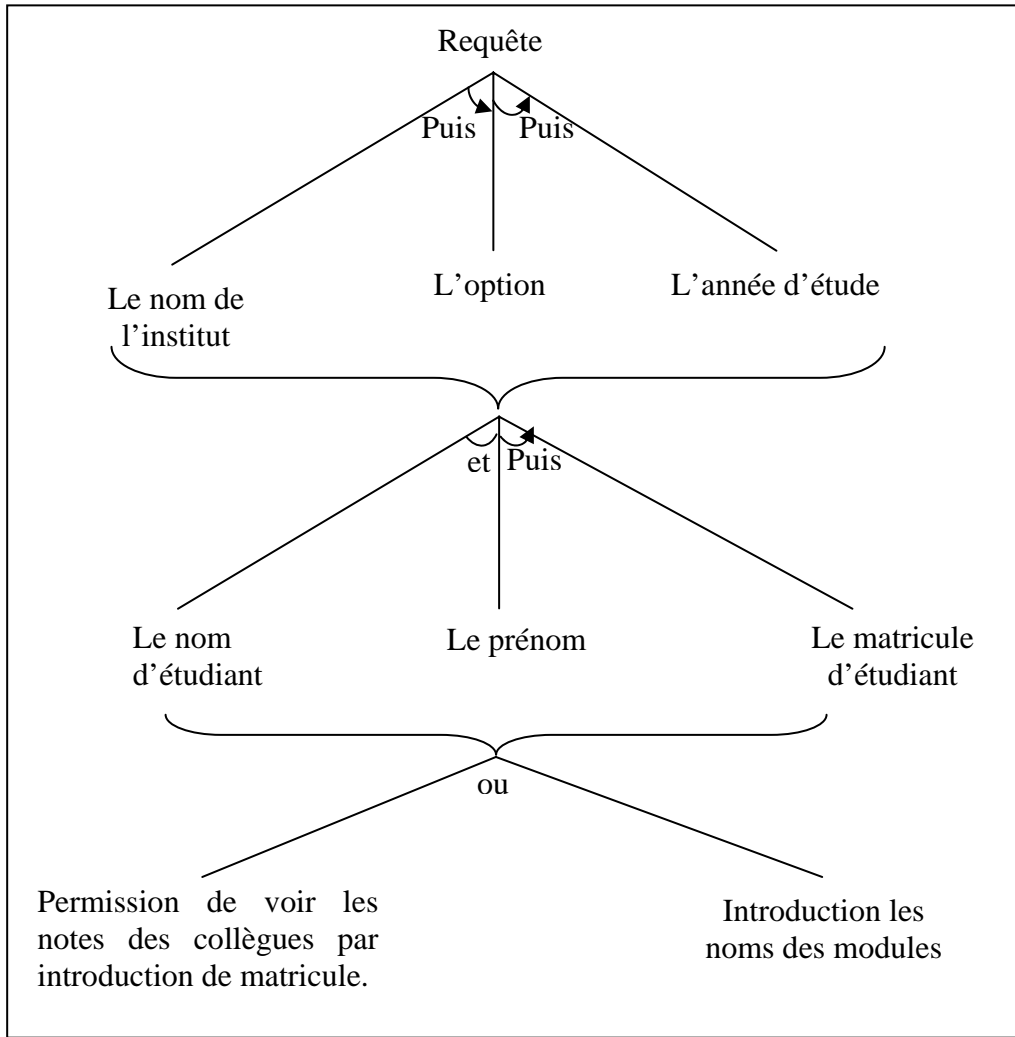 Requête
Puis
Puis
Le nom de
l’institut
L’option
L’année d’étude
et
Puis
Le nom
d’étudiant
Le prénom
Le matricule
d’étudiant
ou
Permission de voir les
notes des collègues par
introduction de matricule.
Introduction les
noms des modules